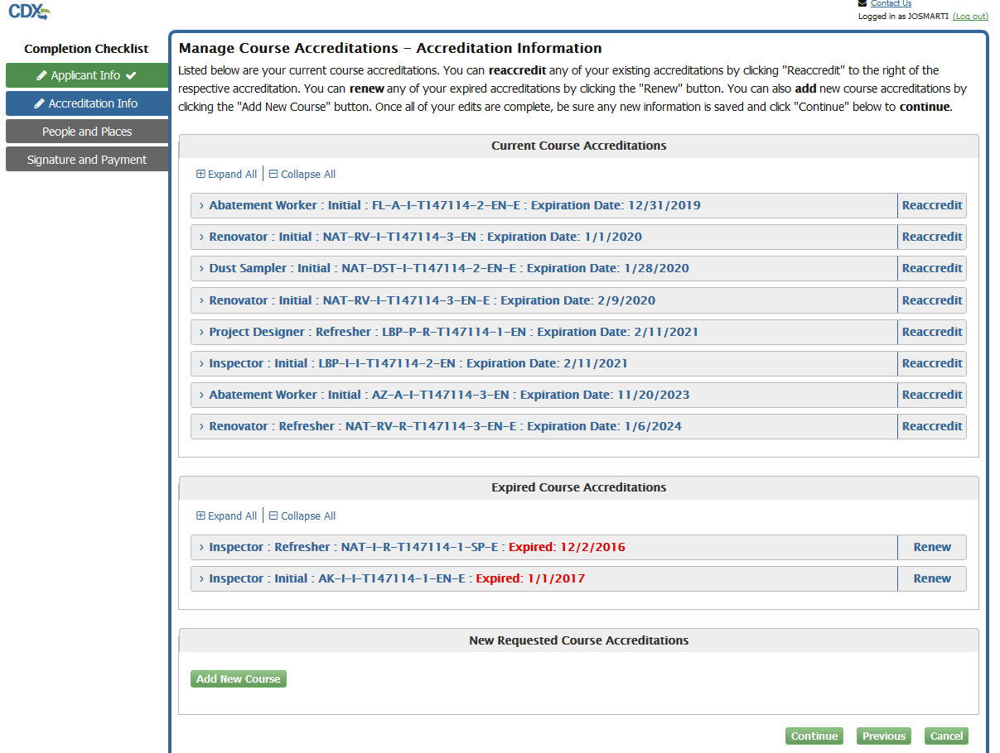 CDX
Contact Us
Logged in as JOSMARTI (Log out)
Completion Checklist
Applicant Info
Accreditation Info
People and Places
Signature and Payment
Manage Course Accreditations – Accreditation Information
Listed below are your current course accreditations. You can reaccredit any of your existing accreditations by clicking "Reaccredit" to the right of the
respective accreditation. You can renew any of your expired accreditations by clicking the "Renew" button. You can also add new course accreditations by
clicking the "Add New Course" button. Once all of your edits are complete, be sure any new information is saved and click "Continue" below to continue.
Current Course Accreditations
Expand All | Collapse All
› Abatement Worker : Initial : FL-A-I-T147114-2-EN-E : Expiration Date: 12/31/2019 Reaccredit
› Renovator : Initial : NAT-RV-I-T147114-3-EN : Expiration Date: 1/1/2020 Reaccredit
› Dust Sampler : Initial : NAT-DST-I-T147114-2-EN-E : Expiration Date: 1/28/2020 Reaccredit
› Renovator : Initial : NAT-RV-I-T147114-3-EN-E : Expiration Date: 2/9/2020 Reaccredit
› Project Designer : Refresher : LBP-P-R-T147114-1-EN : Expiration Date: 2/11/2021 Reaccredit
› Inspector : Initial : LBP-I-I-T147114-2-EN : Expiration Date: 2/11/2021 Reaccredit
› Abatement Worker : Initial : AZ-A-I-T147114-3-EN : Expiration Date: 11/20/2023 Reaccredit
› Renovator : Refresher : NAT-RV-R-T147114-3-EN-E : Expiration Date: 1/6/2024 Reaccredit
Expired Course Accreditations
Expand All | Collapse All
› Inspector : Refresher : NAT-I-R-T147114-1-SP-E : Expired: 12/2/2016 Renew
› Inspector : Initial : AK-I-I-T147114-1-EN-E : Expired: 1/1/2017 Renew
New Requested Course Accreditations
Add New Course
Continue Previous Cancel